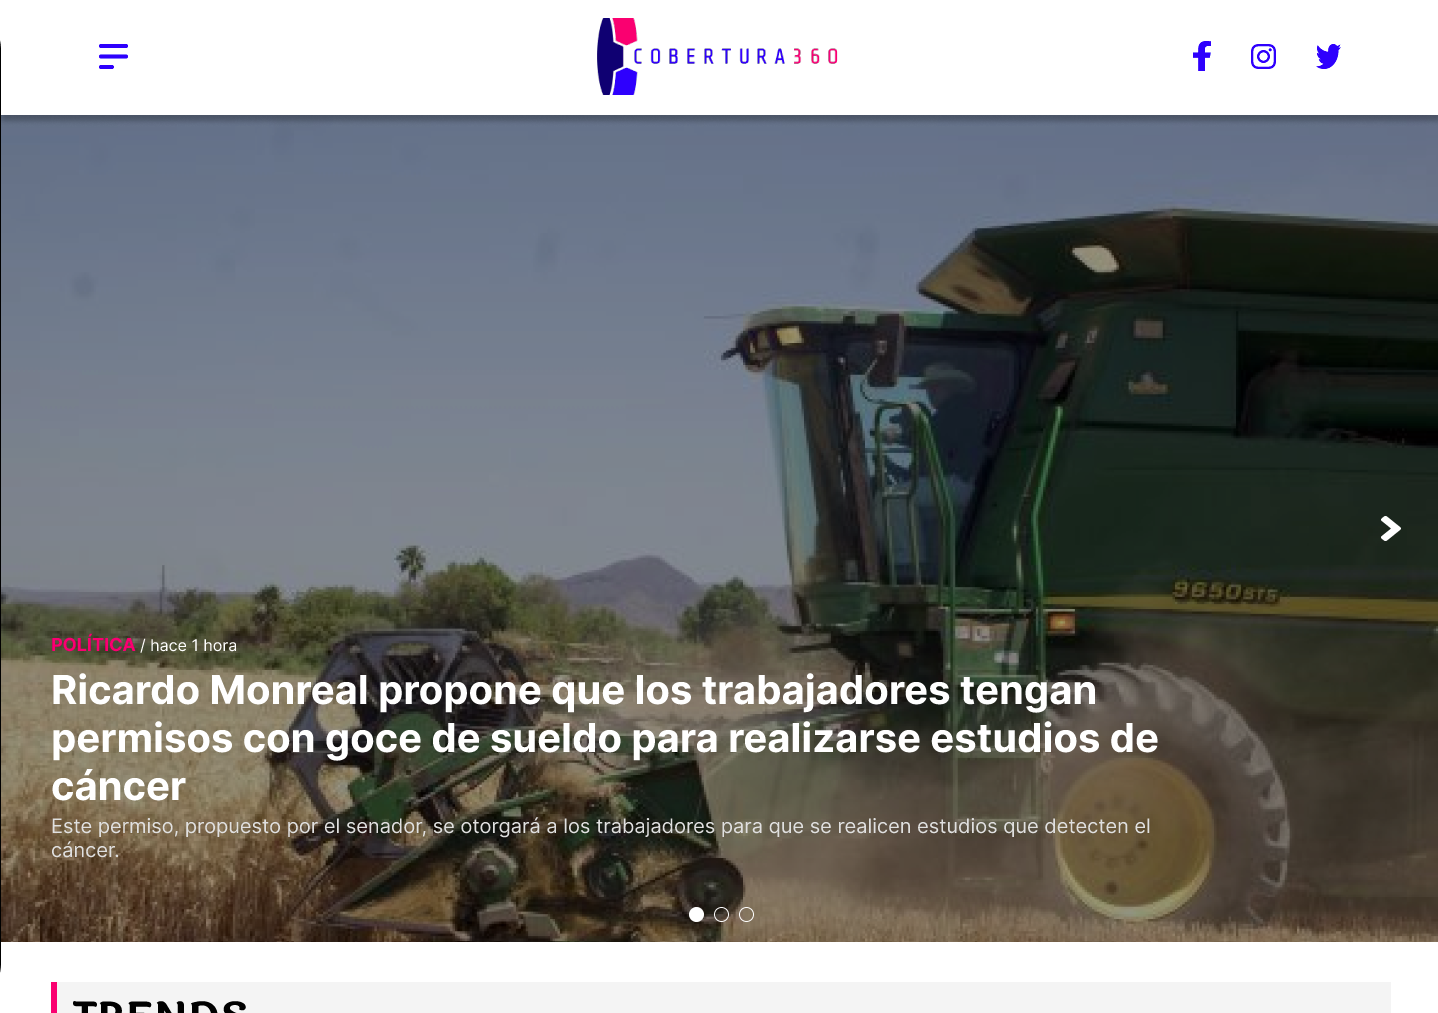 COBERTURA360
9650STS
POLÍTICA / hace 1 hora
Ricardo Monreal propone que los trabajadores tengan
permisos con goce de sueldo para realizarse estudios de
cáncer
Este permiso, propuesto por el senador, se otorgará a los trabajadores para que se realicen estudios que detecten el
cáncer.
TRENDS